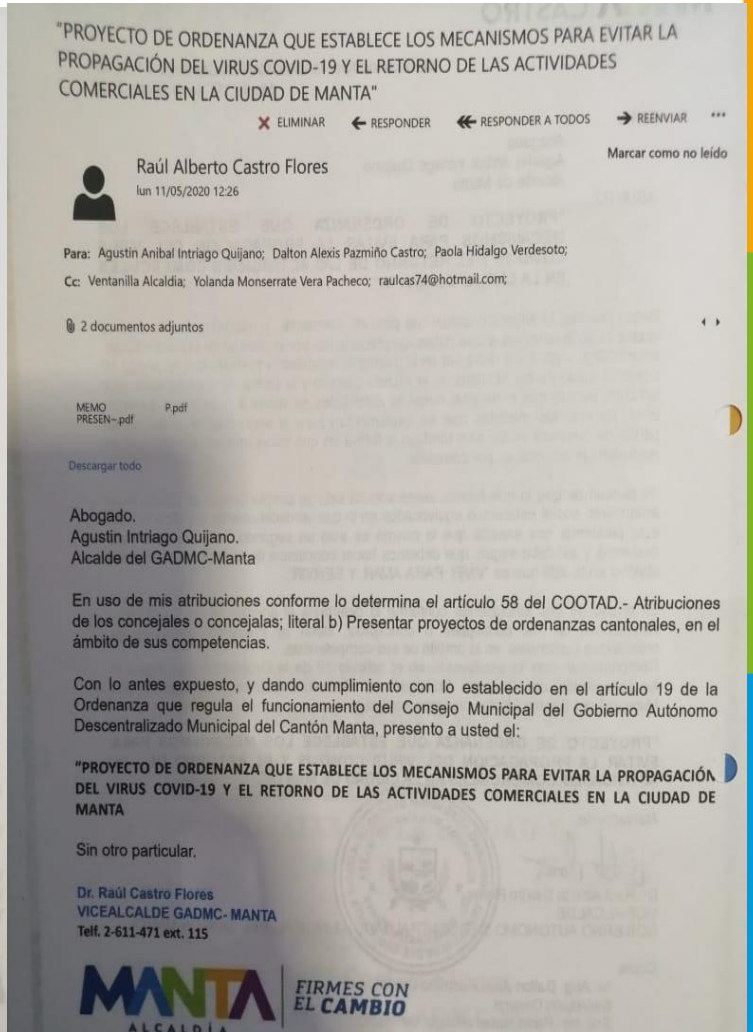 "PROYECTO DE ORDENANZA QUE ESTABLECE LOS MECANISMOS PARA EVITAR LA
PROPAGACIÓN DEL VIRUS COVID-19 Y EL RETORNO DE LAS ACTIVIDADES
COMERCIALES EN LA CIUDAD DE MANTA"
ELIMINAR RESPONDER RESPONDER A TODOS REENVIAR ...
Marcar como no leído
Raúl Alberto Castro Flores
lun 11/05/2020 12:26
Para: Agustin Anibal Intriago Quijano; Dalton Alexis Pazmiño Castro; Paola Hidalgo Verdesoto;
Cc: Ventanilla Alcaldia; Yolanda Monserrate Vera Pacheco; raulcas74@hotmail.com;
2 documentos adjuntos
MEMO P.pdf
PRESEN~.pdf
Descargar todo
Abogado.
Agustin Intriago Quijano.
Alcalde del GADMC-Manta
En uso de mis atribuciones conforme lo determina el artículo 58 del COOTAD.- Atribuciones
de los concejales o concejalas; literal b) Presentar proyectos de ordenanzas cantonales, en el
ámbito de sus competencias.
Con lo antes expuesto, y dando cumplimiento con lo establecido en el artículo 19 de la
Ordenanza que regula el funcionamiento del Consejo Municipal del Gobierno Autónomo
Descentralizado Municipal del Cantón Manta, presento a usted el:
"PROYECTO DE ORDENANZA QUE ESTABLECE LOS MECANISMOS PARA EVITAR LA PROPAGACIÓN
DEL VIRUS COVID-19 Y EL RETORNO DE LAS ACTIVIDADES COMERCIALES EN LA CIUDAD DE
MANTA
Sin otro particular.
Dr. Raúl Castro Flores
VICEALCALDE GADMC- MANTA
Telf. 2-611-471 ext. 115
MANTA
ALCALDÍA
FIRMES CON
EL CAMBIO